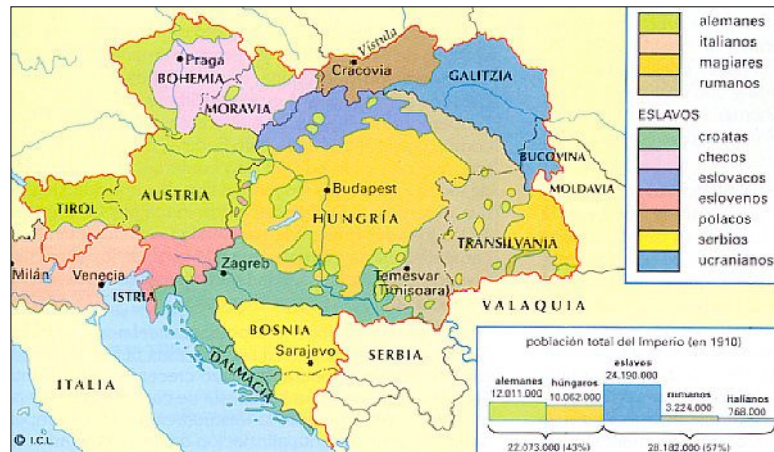 Praga
BOHEMIA
MORAVIA
Vístula
Cracovia
GALITZIA
BUCOVINA
MOLDAVIA
AUSTRIA
TIROL
Budapest
HUNGRÍA
TRANSILVANIA
Milán
Venecia
ISTRIA
Zagreb
Temesvar
(Tunisoara)
VALAQUIA
BOSNIA
Sarajevo
SERBIA
DALMACIA
ITALIA
© I.C.L.
alemanes
italianos
magiares
rumanos
ESLAVOS
croatas
checos
eslovacos
eslovenos
polacos
serbios
ucranianos
población total del Imperio (en 1910)
alemanes
12.011.000
húngaros
10.062.000
eslavos
24.190.000
rumanos
3.224.000
italianos
768.000
22.073.000 (43%)
28.182.000 (57%)